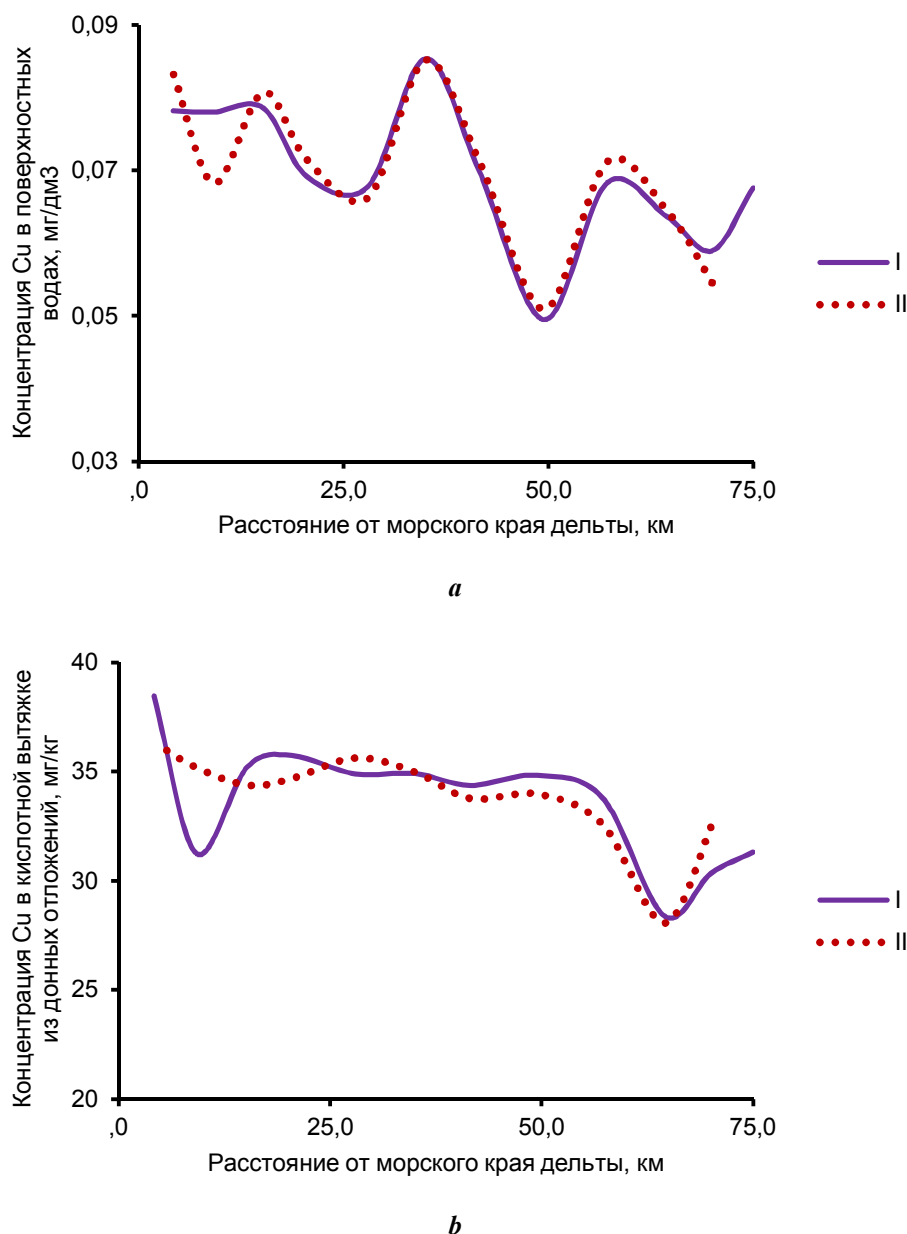 0,09
0,07
0,05
0,03
Концентрация Cu в поверхностных
водах, мг/дм3
,0
25,0
50,0
75,0
Расстояние от морского края дельты, км
I
II
a
40
35
30
25
20
Концентрация Cu в кислотной вытяжке
из донных отложений, мг/кг
,0
25,0
50,0
75,0
Расстояние от морского края дельты, км
I
II
b